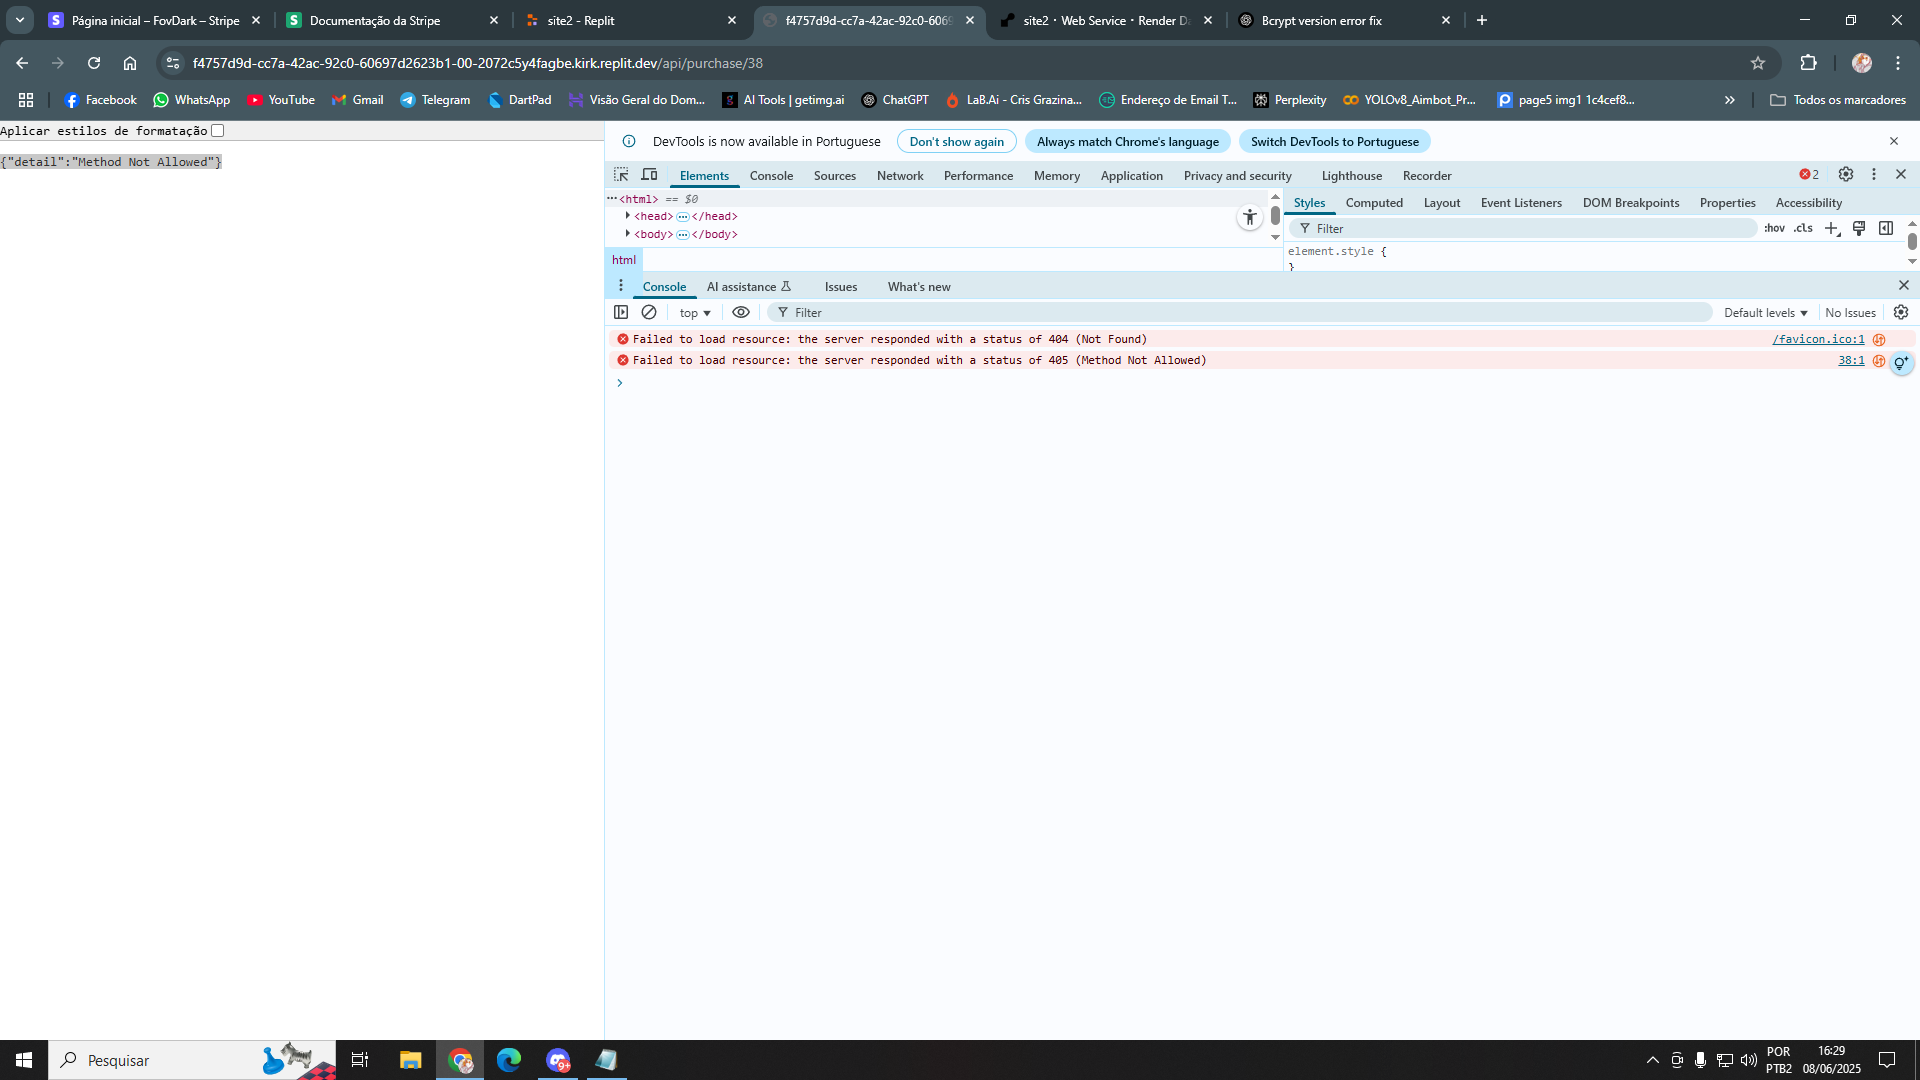 Página inicial – FovDark – Stripe
Documentação da Stripe
site2 - Replit
f4757d9d-cc7a-42ac-92c0-6069
site2 · Web Service · Render D
Bcrypt version error fix
f4757d9d-cc7a-42ac-92c0-60697d2623b1-00-2072c5y4fagbe.kirk.replit.dev/api/purchase/38
Facebook
WhatsApp
YouTube
Gmail
Telegram
DartPad
Visão Geral do Dom...
AI Tools | getimg.ai
ChatGPT
LaB.Ai - Cris Grazina...
Endereço de Email T...
Perplexity
YOLOv8_Aimbot_Pr...
page5 img1 1c4cef8...
Todos os marcadores
Aplicar estilos de formatação
{"detail":"Method Not Allowed"}
DevTools is now available in Portuguese
Don't show again
Always match Chrome's language
Switch DevTools to Portuguese
Elements
Console
Sources
Network
Performance
Memory
Application
Privacy and security
Lighthouse
Recorder
2
<html> == $0
<head>
</head>
<body>
</body>
html
Styles
Computed
Layout
Event Listeners
DOM Breakpoints
Properties
Accessibility
Filter
:hov
.cls
element.style {
}
Console
AI assistance
Issues
What's new
top
Filter
Default levels
No Issues
Failed to load resource: the server responded with a status of 404 (Not Found)
/favicon.ico:1
Failed to load resource: the server responded with a status of 405 (Method Not Allowed)
38:1
Pesquisar
9+
POR
PTB2
16:29
08/06/2025